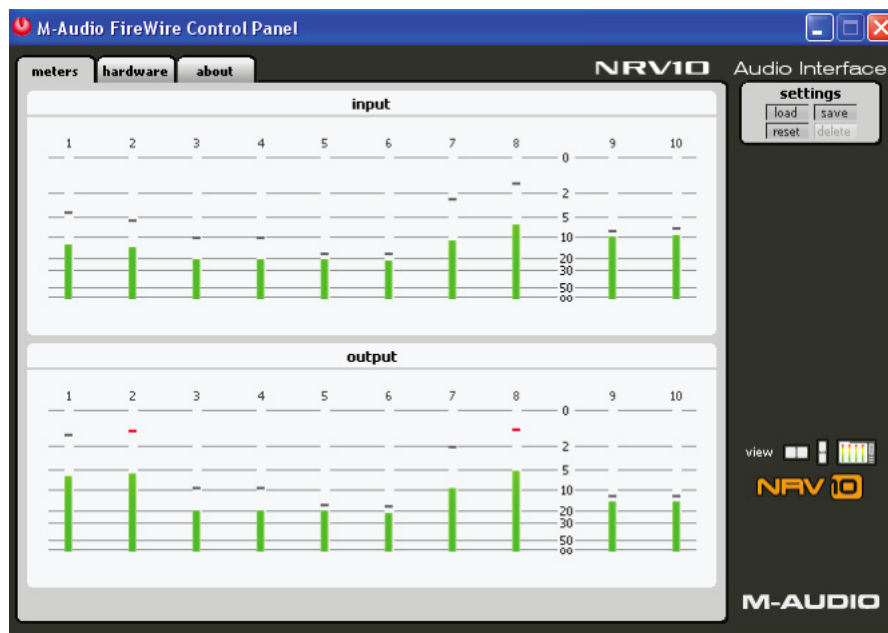 M-Audio FireWire Control Panel
meters hardware about NRV10 Audio Interface
settings
load save
reset delete
input
1 2 3 4 5 6 7 8 9 10
0
2
5
10
20
30
50
∞
output
1 2 3 4 5 6 7 8 9 10
0
2
5
10
20
30
50
∞
view
NRV10
M-AUDIO